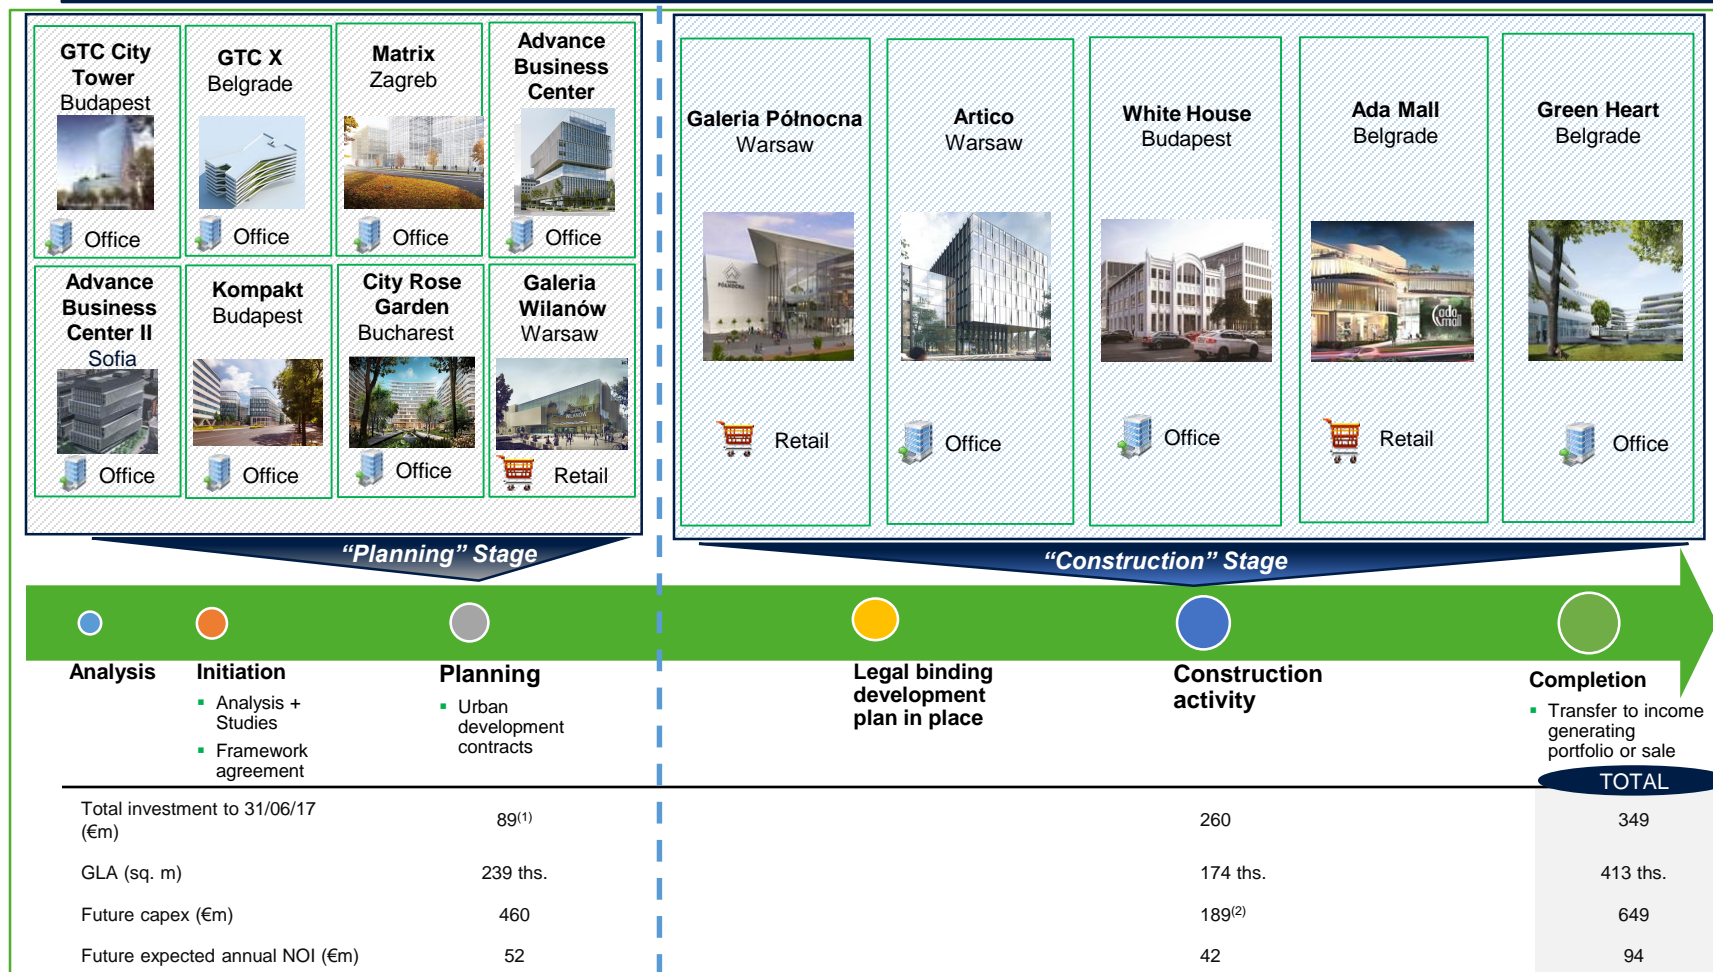 GTC City
Tower
Budapest
Office
GTC X
Belgrade
Office
Matrix
Zagreb
Office
Advance
Business
Center
Office
Advance
Business
Center II
Sofia
Office
Kompakt
Budapest
Office
City Rose
Garden
Bucharest
Office
Galeria
Wilanów
Warsaw
WILANÓW
Retail
Galeria Północna
Warsaw
PÓŁNOCNA
Retail
Artico
Warsaw
Office
White House
Budapest
Office
Ada Mall
Belgrade
ada
mall
Retail
Green Heart
Belgrade
Office
“Planning” Stage
“Construction” Stage
Analysis
Initiation
▪ Analysis +
Studies
▪ Framework
agreement
Planning
▪ Urban
development
contracts
Legal binding
development
plan in place
Construction
activity
Completion
▪ Transfer to income
generating
portfolio or sale
TOTAL
Total investment to 31/06/17
(€m) 89(1) 260 349
GLA (sq. m) 239 ths. 174 ths. 413 ths.
Future capex (€m) 460 189(2) 649
Future expected annual NOI (€m) 52 42 94